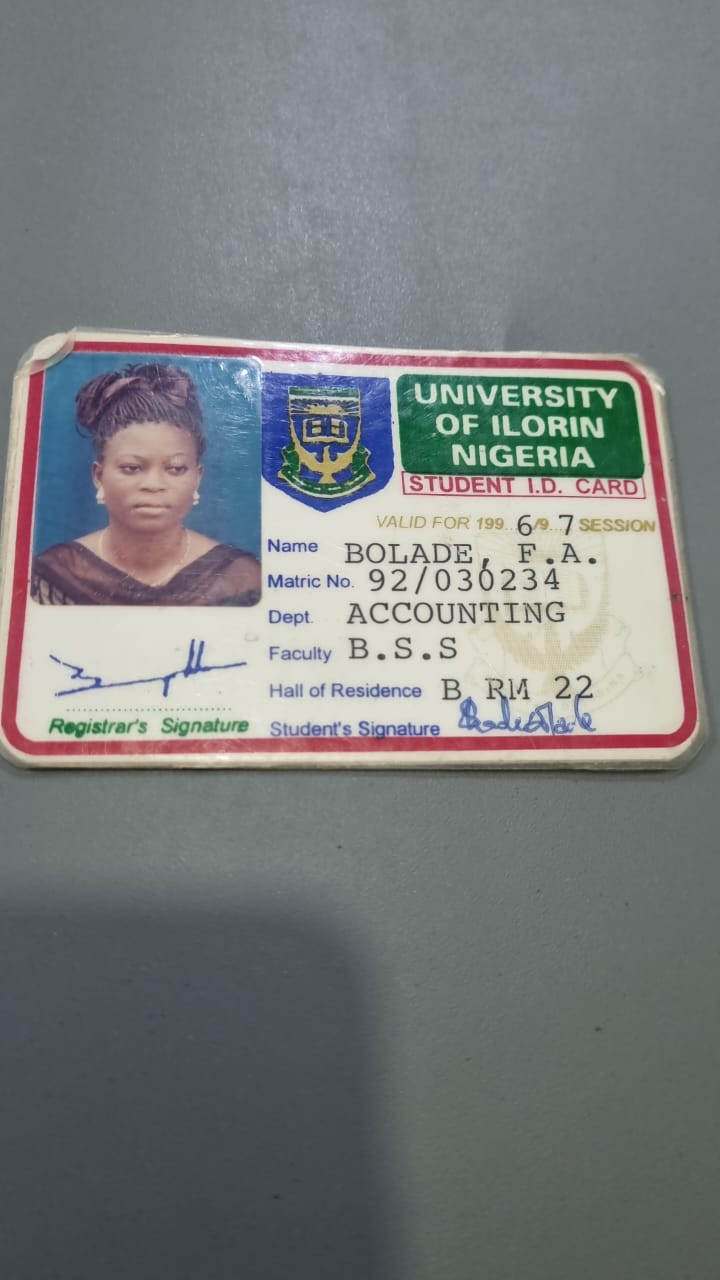 UNIVERSITY
OF ILORIN
NIGERIA
STUDENT I.D. CARD
VALID FOR 199..6/9..7 SESSION
Name BOLADE, F.A.
Matric No. 92/030234
Dept. ACCOUNTING
Faculty B.S.S
Hall of Residence B RM 22
Registrar's Signature
Student's Signature